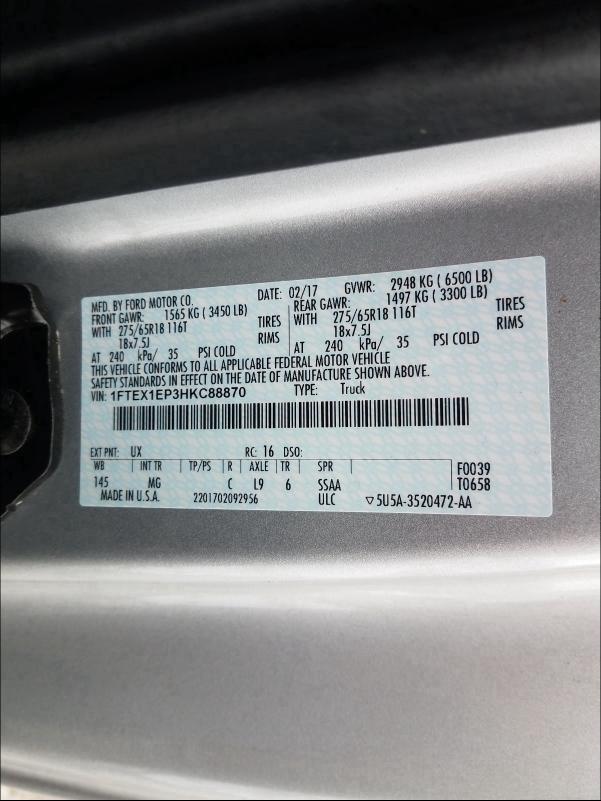 MFD. BY FORD MOTOR CO.
DATE: 02/17 GVWR: 2948 KG ( 6500 LB)
FRONT GAWR: 1565 KG ( 3450 LB) REAR GAWR: 1497 KG ( 3300 LB)
WITH 275/65R18 116T TIRES WITH 275/65R18 116T TIRES
18x7.5J RIMS 18x7.5J RIMS
AT 240 kPa/ 35 PSI COLD AT 240 kPa/ 35 PSI COLD
THIS VEHICLE CONFORMS TO ALL APPLICABLE FEDERAL MOTOR VEHICLE
SAFETY STANDARDS IN EFFECT ON THE DATE OF MANUFACTURE SHOWN ABOVE.
VIN: 1FTEX1EP3HKC88870 TYPE: Truck
EXT PNT: UX RC: 16 DSO:
WB INT TR TP/PS R AXLE TR SPR F0039
145 MG C L9 6 SSAA T0658
MADE IN U.S.A. 2201702092956 ULC ▽5U5A-3520472-AA